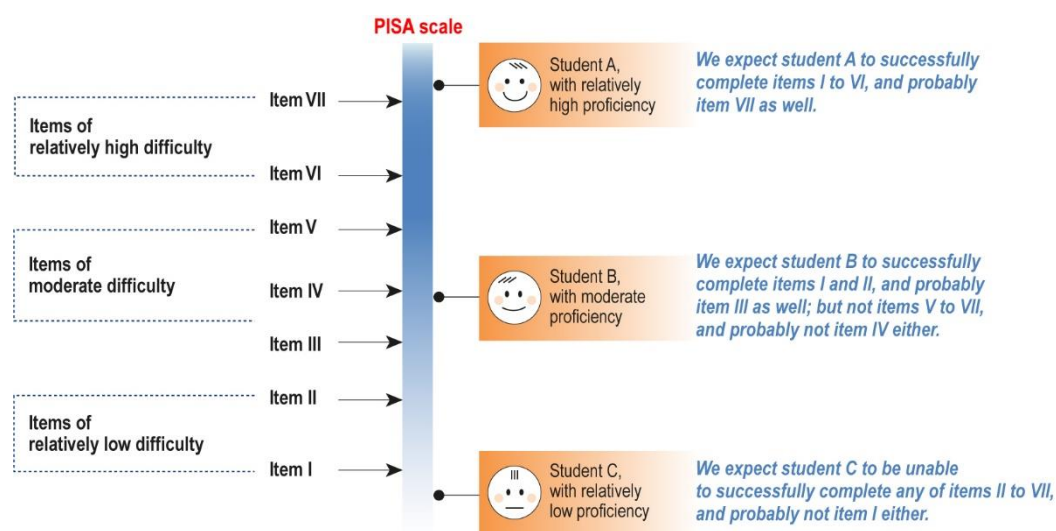 PISA scale
Item VII
Items of
relatively high difficulty
Item VI
Item V
Items of
moderate difficulty
Item IV
Item III
Item II
Items of
relatively low difficulty
Item I
Student A,
with relatively
high proficiency
We expect student A to successfully
complete items I to VI, and probably
item VII as well.
Student B,
with moderate
proficiency
We expect student B to successfully
complete items I and II, and probably
item III as well; but not items V to VII,
and probably not item IV either.
Student C,
with relatively
low proficiency
We expect student C to be unable
to successfully complete any of items II to VII,
and probably not item I either.